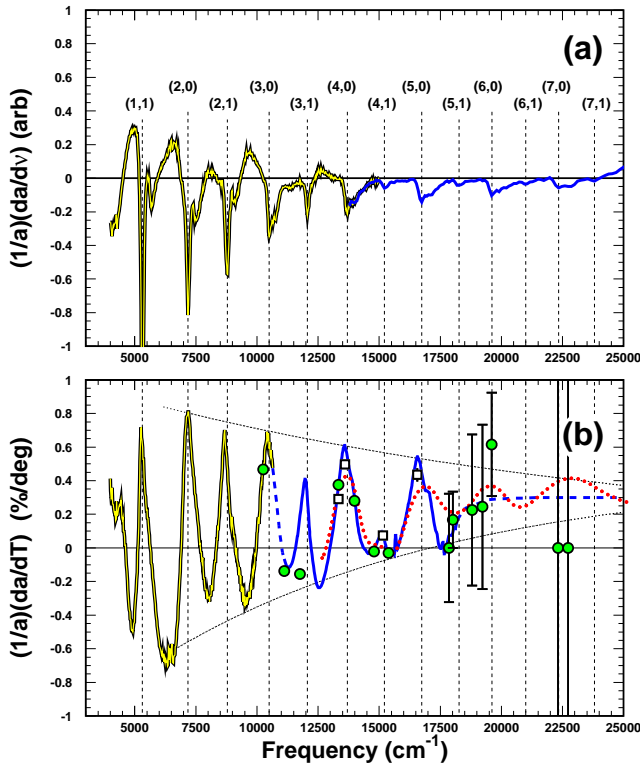 (a)
(1/a)(da/dν) (arb)
1
0.8
0.6
0.4
0.2
0
-0.2
-0.4
-0.6
-0.8
-1
(2,0) (3,0) (4,0) (5,0) (6,0) (7,0)
(1,1) (2,1) (3,1) (4,1) (5,1) (6,1) (7,1)
5000 7500 10000 12500 15000 17500 20000 22500 25000
(b)
(1/a)(da/dT) (%/deg)
1
0.8
0.6
0.4
0.2
0
-0.2
-0.4
-0.6
-0.8
-1
5000 7500 10000 12500 15000 17500 20000 22500 25000
Frequency (cm-1)